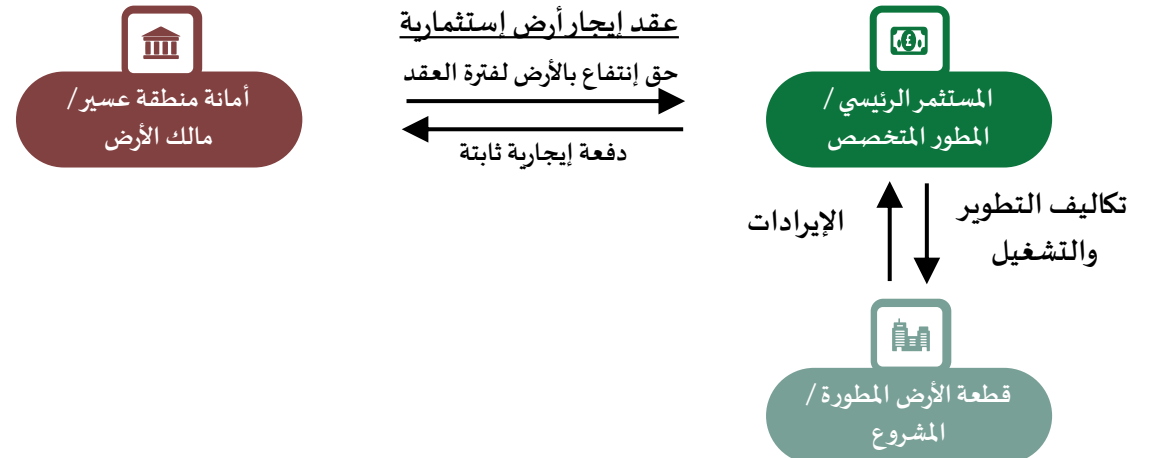 المستثمر الرئيسي /
المطور المتخصص
عقد إيجار أرض إستثمارية
حق إنتفاع بالأرض لفترة العقد
دفعة إيجارية ثابتة
أمانة منطقة عسير /
مالك الأرض
تكاليف التطوير
والتشغيل
الإيرادات
قطعة الأرض المطورة /
المشروع